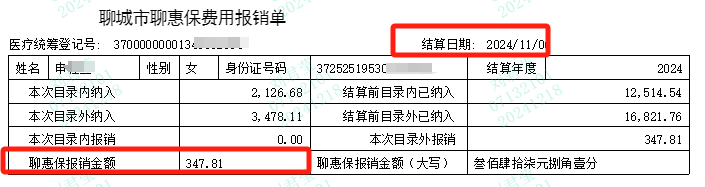 聊城市聊惠保费用报销单
医疗统筹登记号: 37000000000134 结算日期: 2024/11/0
姓名 性别 女 身份证号码 3725251953 结算年度 2024
本次目录内纳入 2,126.68 结算前目录内已纳入 12,514.54
本次目录外纳入 3,478.11 结算前目录外已纳入 16,821.76
本次目录内报销 0.00 本次目录外报销 347.81
聊惠保报销金额 347.81 聊惠保报销金额（大写） 叁佰肆拾柒元捌角壹分